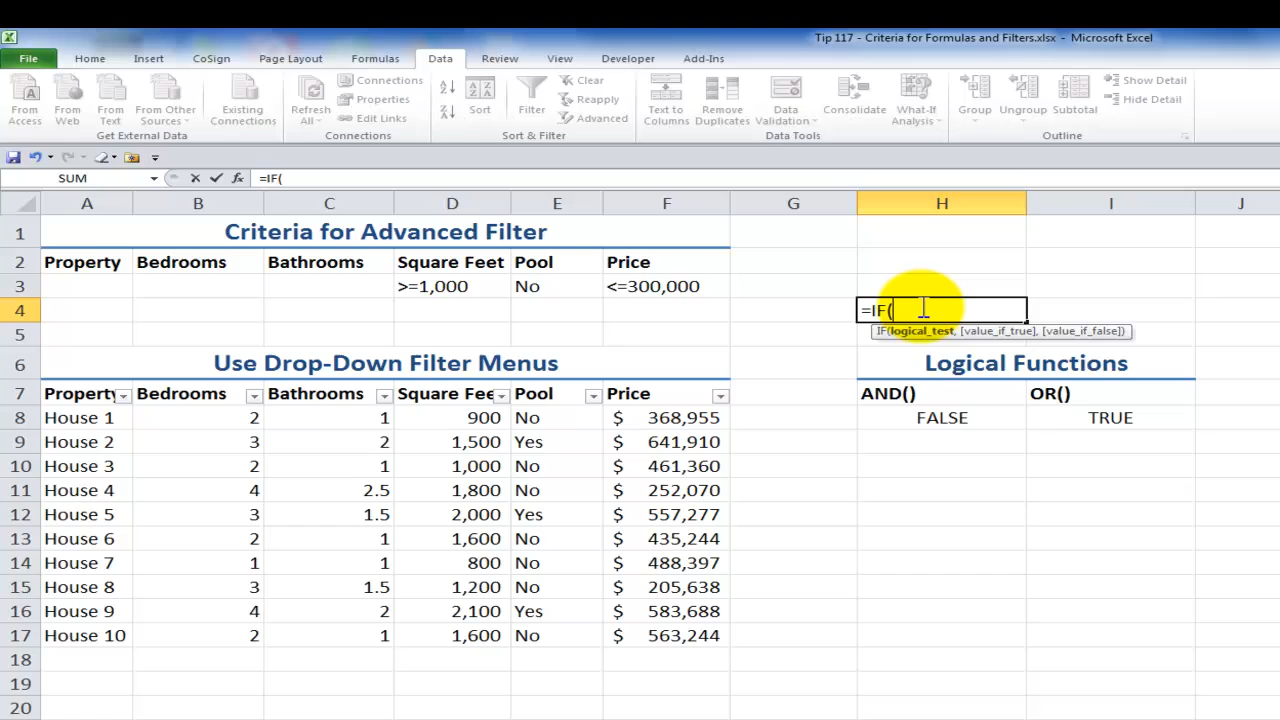 Tip 117 - Criteria for Formulas and Filters.xlsx - Microsoft Excel
File Home Insert CoSign Page Layout Formulas Data Review View Developer Add-Ins
From Access From Web From Text From Other Sources Existing Connections Refresh All Connections Properties Edit Links Sort Filter Clear Reapply Advanced Text to Columns Remove Duplicates Data Validation Consolidate What-If Analysis Group Ungroup Subtotal Show Detail Hide Detail
Get External Data Connections Sort & Filter Data Tools Outline
SUM fx =IF(
A B C D E F G H I J
1 Criteria for Advanced Filter
2 Property Bedrooms Bathrooms Square Feet Pool Price
3 >=1,000 No <=300,000
4 =IF(
IF(logical_test, [value_if_true], [value_if_false])
5
6 Use Drop-Down Filter Menus Logical Functions
7 Property Bedrooms Bathrooms Square Fee Pool Price AND() OR()
8 House 1 2 1 900 No $ 368,955 FALSE TRUE
9 House 2 3 2 1,500 Yes $ 641,910
10 House 3 2 1 1,000 No $ 461,360
11 House 4 4 2.5 1,800 No $ 252,070
12 House 5 3 1.5 2,000 Yes $ 557,277
13 House 6 2 1 1,600 No $ 435,244
14 House 7 1 1 800 No $ 488,397
15 House 8 3 1.5 1,200 No $ 205,638
16 House 9 4 2 2,100 Yes $ 583,688
17 House 10 2 1 1,600 No $ 563,244
18
19
20